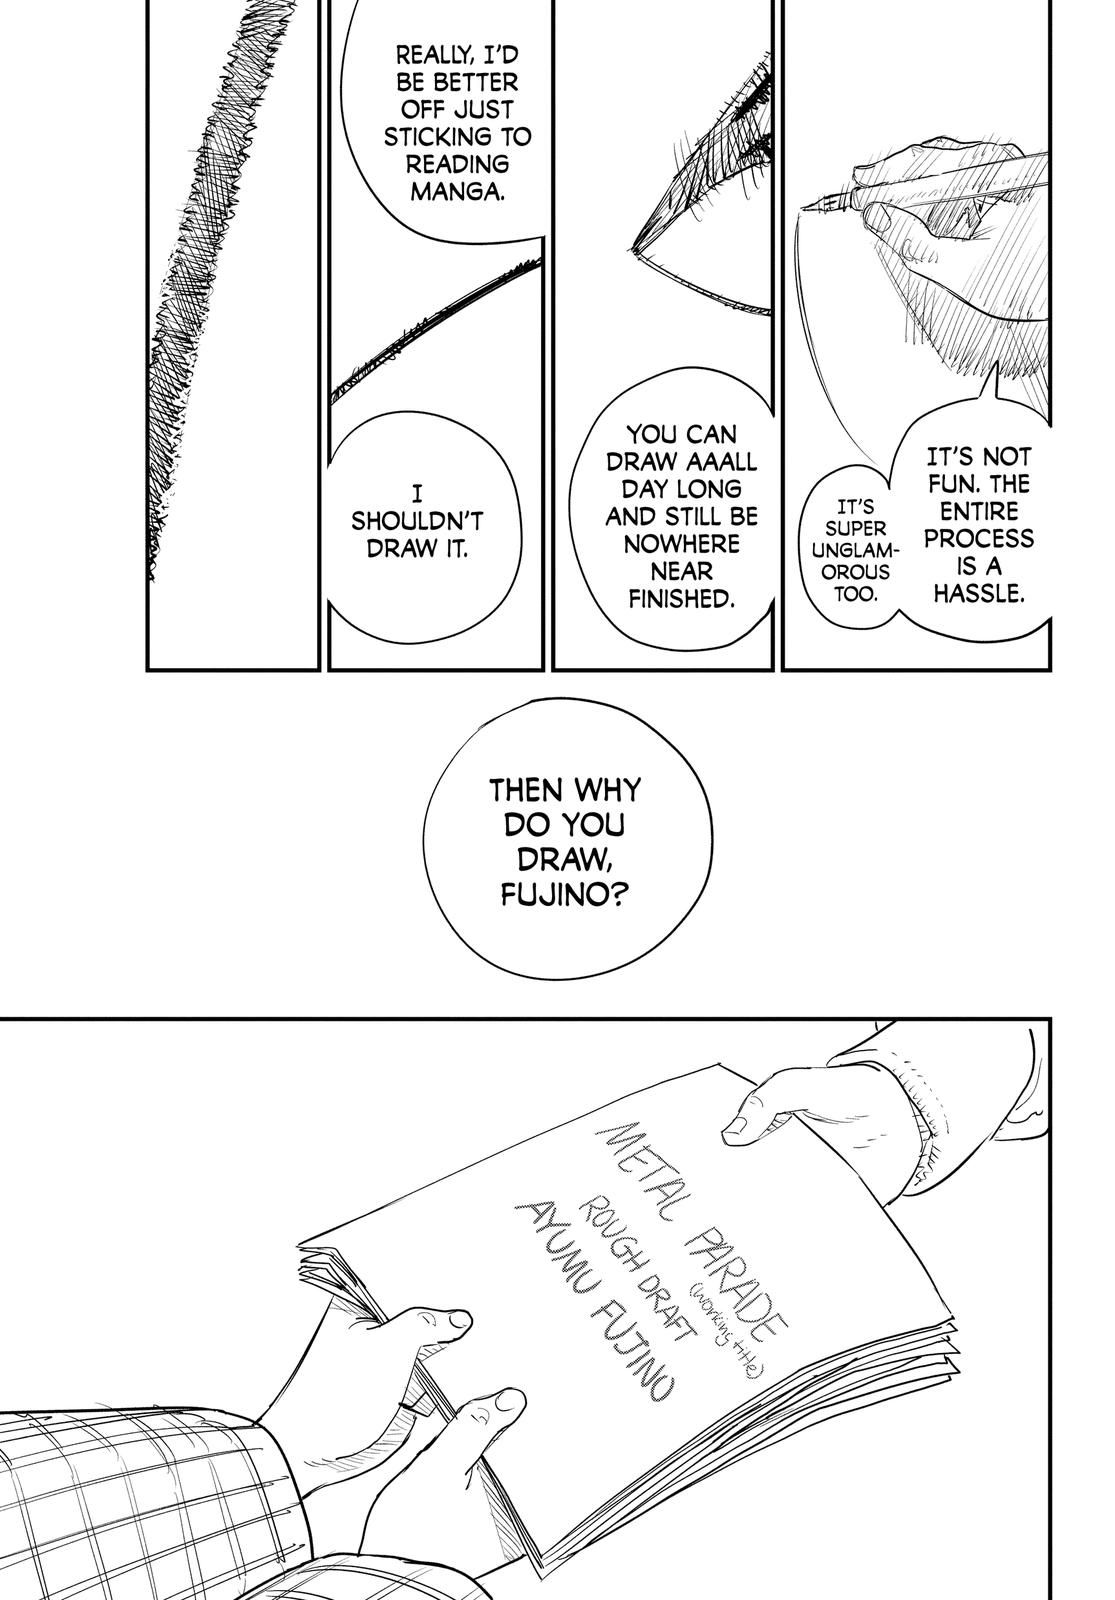 IT'S NOT
FUN. THE
ENTIRE
PROCESS
IS A
HASSLE.
IT'S
SUPER
UNGLAM-
OROUS
TOO.
YOU CAN
DRAW AAALL
DAY LONG
AND STILL BE
NOWHERE
NEAR
FINISHED.
REALLY, I'D
BE BETTER
OFF JUST
STICKING TO
READING
MANGA.
I
SHOULDN'T
DRAW IT.
THEN WHY
DO YOU
DRAW,
FUJINO?
METAL PARADE
(working title)
ROUGH DRAFT
AYUMU FUJINO